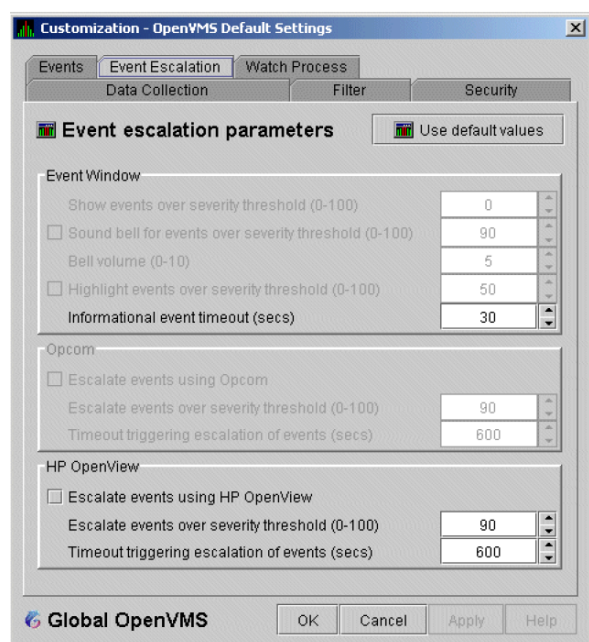 Customization - OpenVMS Default Settings
Events Event Escalation Watch Process
Data Collection Filter Security
Event escalation parameters Use default values
Event Window
Show events over severity threshold (0-100) 0
Sound bell for events over severity threshold (0-100) 90
Bell volume (0-10) 5
Highlight events over severity threshold (0-100) 50
Informational event timeout (secs) 30
Opcom
Escalate events using Opcom
Escalate events over severity threshold (0-100) 90
Timeout triggering escalation of events (secs) 600
HP OpenView
Escalate events using HP OpenView
Escalate events over severity threshold (0-100) 90
Timeout triggering escalation of events (secs) 600
Global OpenVMS OK Cancel Apply Help